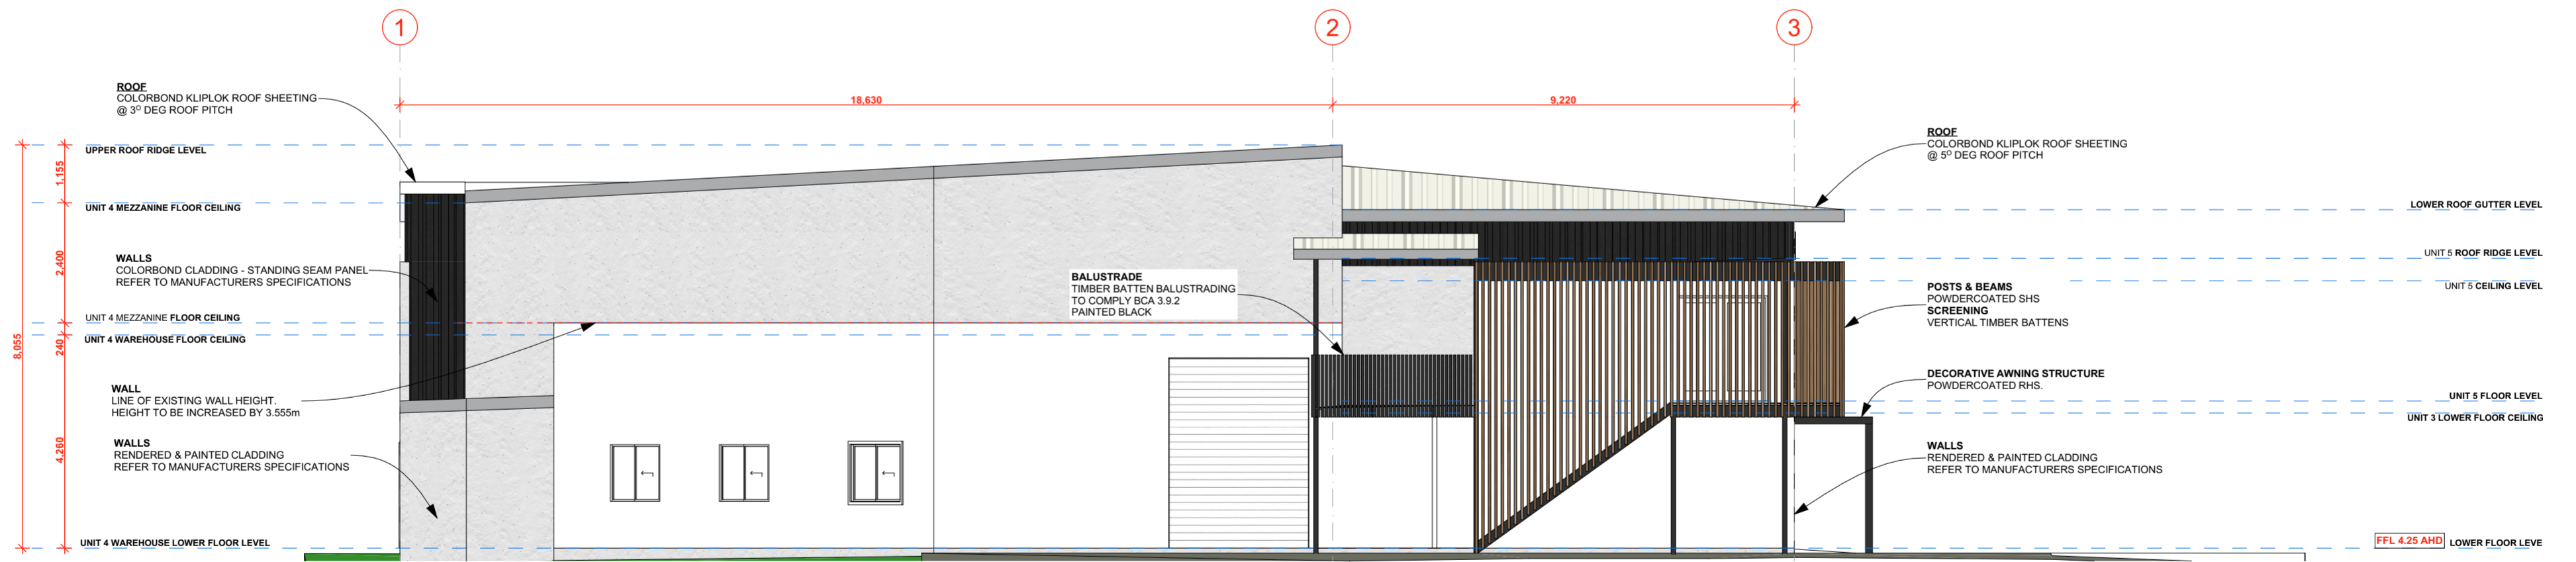 1
2
3
18,630
9,220
ROOF
COLORBOND KLIPLOK ROOF SHEETING
@ 3O DEG ROOF PITCH
UPPER ROOF RIDGE LEVEL
1,155
UNIT 4 MEZZANINE FLOOR CEILING
WALLS
COLORBOND CLADDING - STANDING SEAM PANEL
REFER TO MANUFACTURERS SPECIFICATIONS
2,400
UNIT 4 MEZZANINE FLOOR CEILING
UNIT 4 WAREHOUSE FLOOR CEILING
240
8,055
WALL
LINE OF EXISTING WALL HEIGHT.
HEIGHT TO BE INCREASED BY 3.555m
WALLS
RENDERED & PAINTED CLADDING
REFER TO MANUFACTURERS SPECIFICATIONS
4,260
UNIT 4 WAREHOUSE LOWER FLOOR LEVEL
BALUSTRADE
TIMBER BATTEN BALUSTRADING
TO COMPLY BCA 3.9.2
PAINTED BLACK
ROOF
COLORBOND KLIPLOK ROOF SHEETING
@ 5O DEG ROOF PITCH
LOWER ROOF GUTTER LEVEL
UNIT 5 ROOF RIDGE LEVEL
UNIT 5 CEILING LEVEL
POSTS & BEAMS
POWDERCOATED SHS
SCREENING
VERTICAL TIMBER BATTENS
DECORATIVE AWNING STRUCTURE
POWDERCOATED RHS.
UNIT 5 FLOOR LEVEL
UNIT 3 LOWER FLOOR CEILING
WALLS
RENDERED & PAINTED CLADDING
REFER TO MANUFACTURERS SPECIFICATIONS
FFL 4.25 AHD LOWER FLOOR LEVE